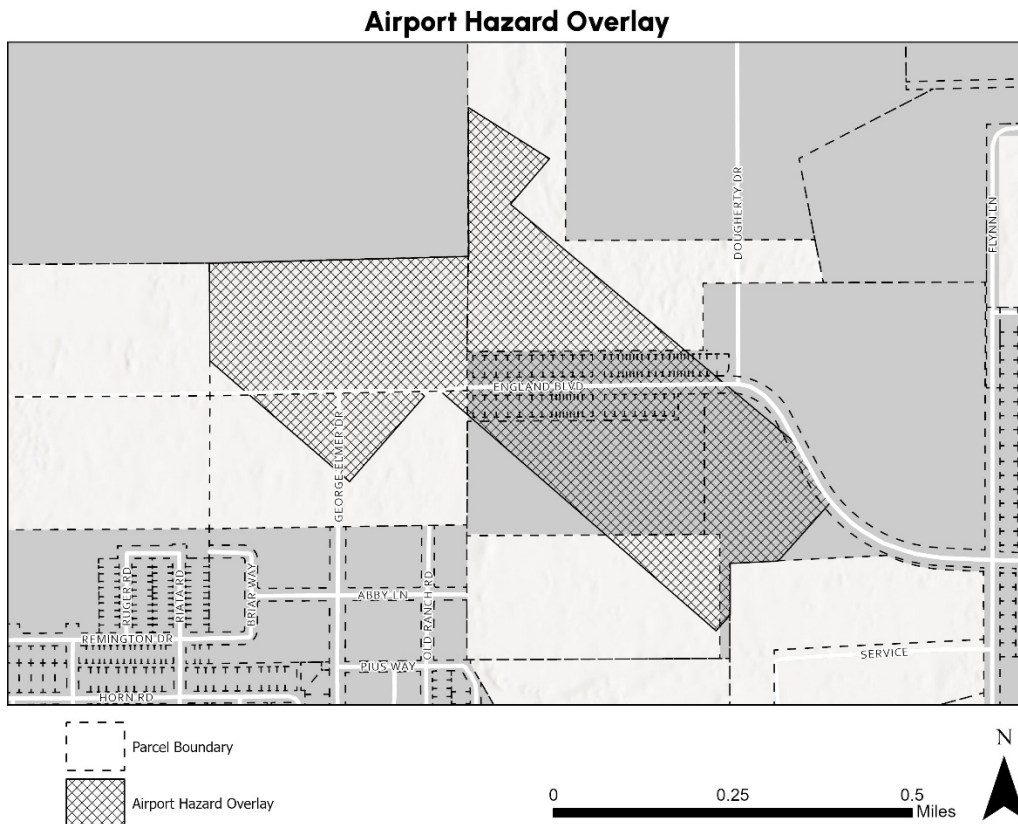 Airport Hazard Overlay
DOUGHERTY DR
FLYNN LN
ENGLAND BLVD
GEORGE ELMER DR
RUGER RD
RIATA RD
BRIAR WAY
ABBY LN
OLD RANCH RD
REMINGTON DR
PIUS WAY
SERVICE
HORN RD
Parcel Boundary
Airport Hazard Overlay
N
0 0.25 0.5
Miles